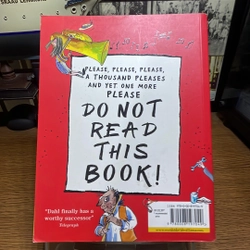 PLEASE, PLEASE, PLEASE,
A THOUSAND PLEASES
AND YET ONE MORE
PLEASE
DO NOT
READ
THIS
BOOK!
"Dahl finally has a
worthy successor"
Telegraph